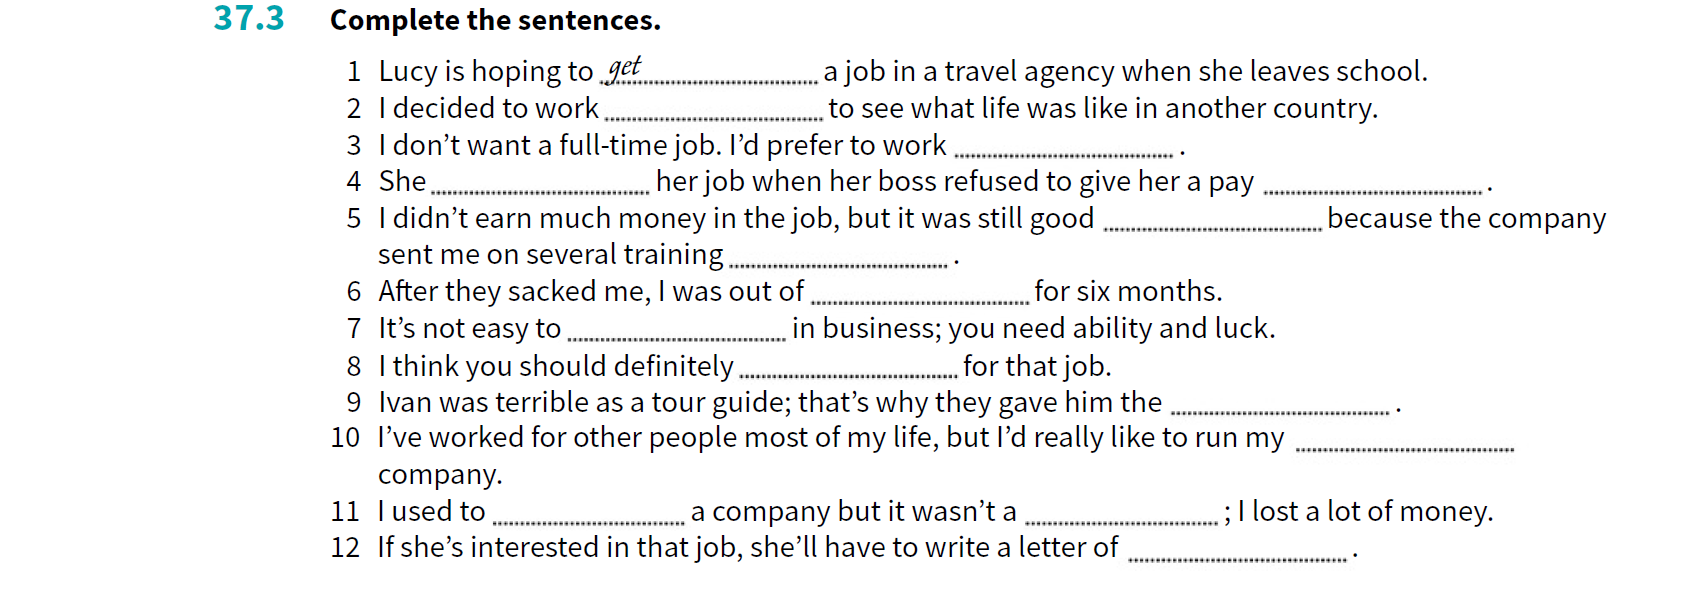 37.3 Complete the sentences.
1 Lucy is hoping to get a job in a travel agency when she leaves school.
2 I decided to work ........ to see what life was like in another country.
3 I don't want a full-time job. I'd prefer to work ........ .
4 She ........ her job when her boss refused to give her a pay ........ .
5 I didn't earn much money in the job, but it was still good ........ because the company
sent me on several training ........ .
6 After they sacked me, I was out of ........ for six months.
7 It's not easy to ........ in business; you need ability and luck.
8 I think you should definitely ........ for that job.
9 Ivan was terrible as a tour guide; that's why they gave him the ........ .
10 I've worked for other people most of my life, but I'd really like to run my ........
company.
11 I used to ........ a company but it wasn't a ........ ; I lost a lot of money.
12 If she's interested in that job, she'll have to write a letter of ........ .